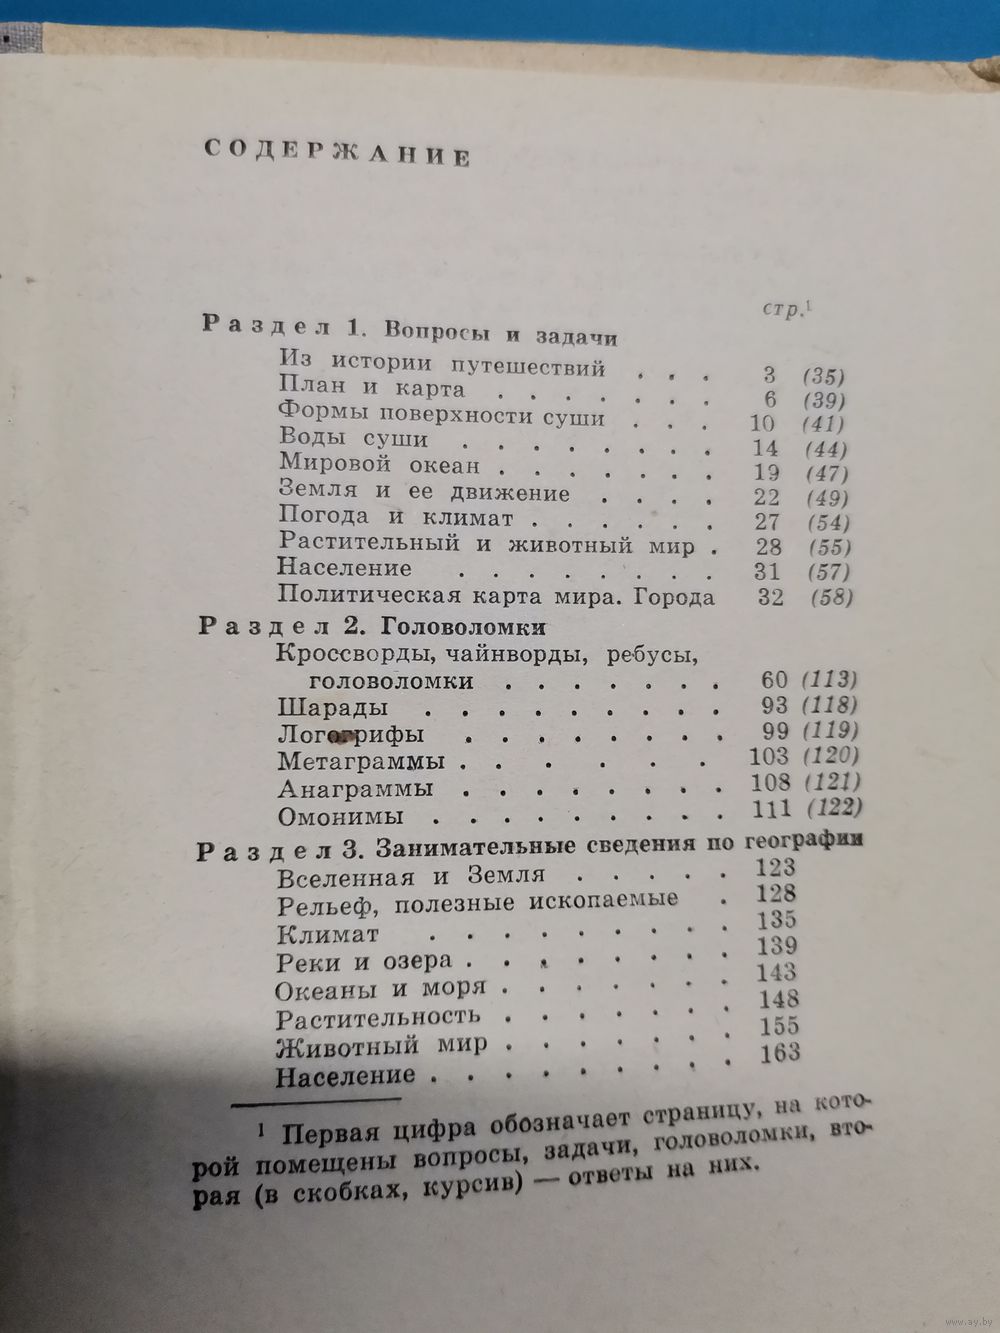 СОДЕРЖАНИЕ
стр.¹
Раздел 1. Вопросы и задачи
Из истории путешествий . . . 3 (35)
План и карта . . . . . . . 6 (39)
Формы поверхности суши . . . 10 (41)
Воды суши . . . . . . . . 14 (44)
Мировой океан . . . . . . . 19 (47)
Земля и ее движение . . . . 22 (49)
Погода и климат . . . . . . 27 (54)
Растительный и животный мир . 28 (55)
Население . . . . . . . . 31 (57)
Политическая карта мира. Города 32 (58)
Раздел 2. Головоломки
Кроссворды, чайнворды, ребусы,
головоломки . . . . . . . 60 (113)
Шарады . . . . . . . . . 93 (118)
Логогрифы . . . . . . . . 99 (119)
Метаграммы . . . . . . 103 (120)
Анаграммы . . . . . . . . 108 (121)
Омонимы . . . . . . . . . 111 (122)
Раздел 3. Занимательные сведения по географии
Вселенная и Земля . . . . . 123
Рельеф, полезные ископаемые . 128
Климат . . . . . . . . . 135
Реки и озера . . . . . . . . 139
Океаны и моря . . . . . . . 143
Растительность . . . . . . . 148
Животный мир . . . . . . . 155
Население . . . . . . . . . 163
¹ Первая цифра обозначает страницу, на кото-
рой помещены вопросы, задачи, головоломки, вто-
рая (в скобках, курсив) — ответы на них.
www.ay.by